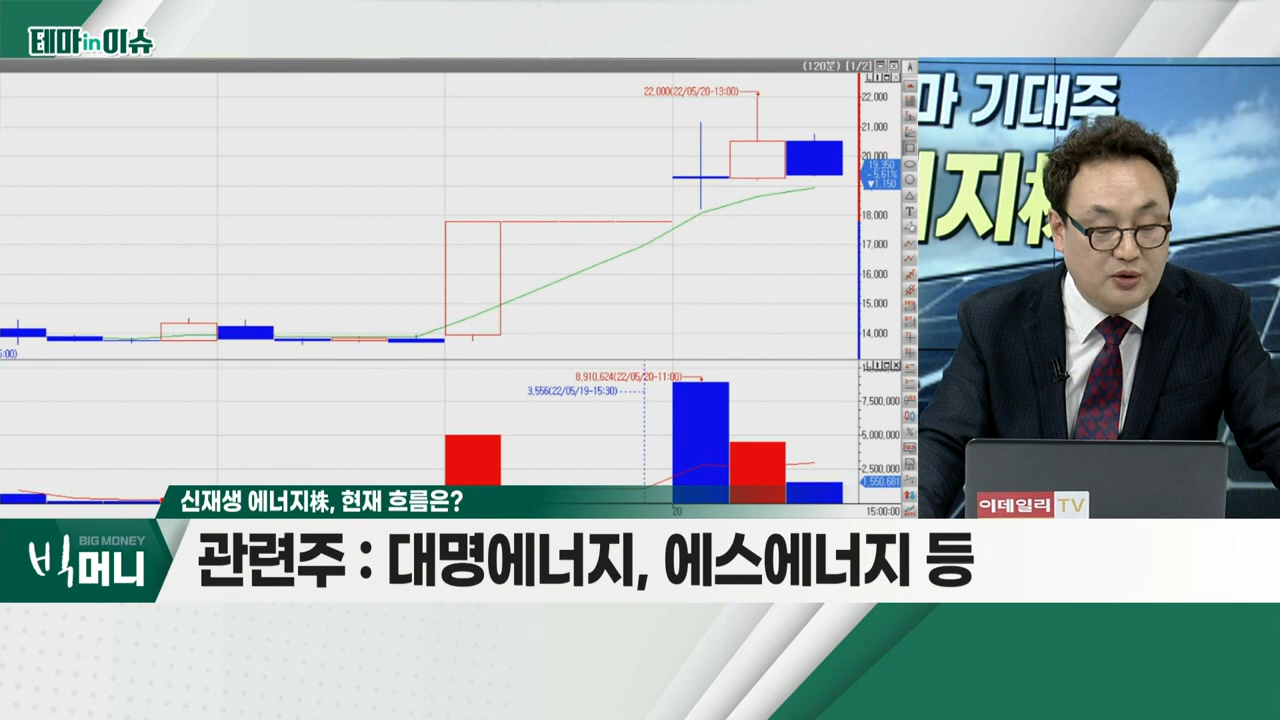 테마in이슈
(120분) [1/2]
마 기대주
22,000(22/05/20-13:00)
22,000
21,000
20,000
19,350
-5.61%
▼1,150
18,000
17,000
16,000
15,000
14,000
8,910,624(22/05/20-11:00)
3,556(22/05/19-15:30)
7,500,000
5,000,000
2,500,000
1,550,681
20
15:00:00
신재생 에너지株, 현재 흐름은?
이데일리TV
BIG MONEY
빅머니
관련주 : 대명에너지, 에스에너지 등